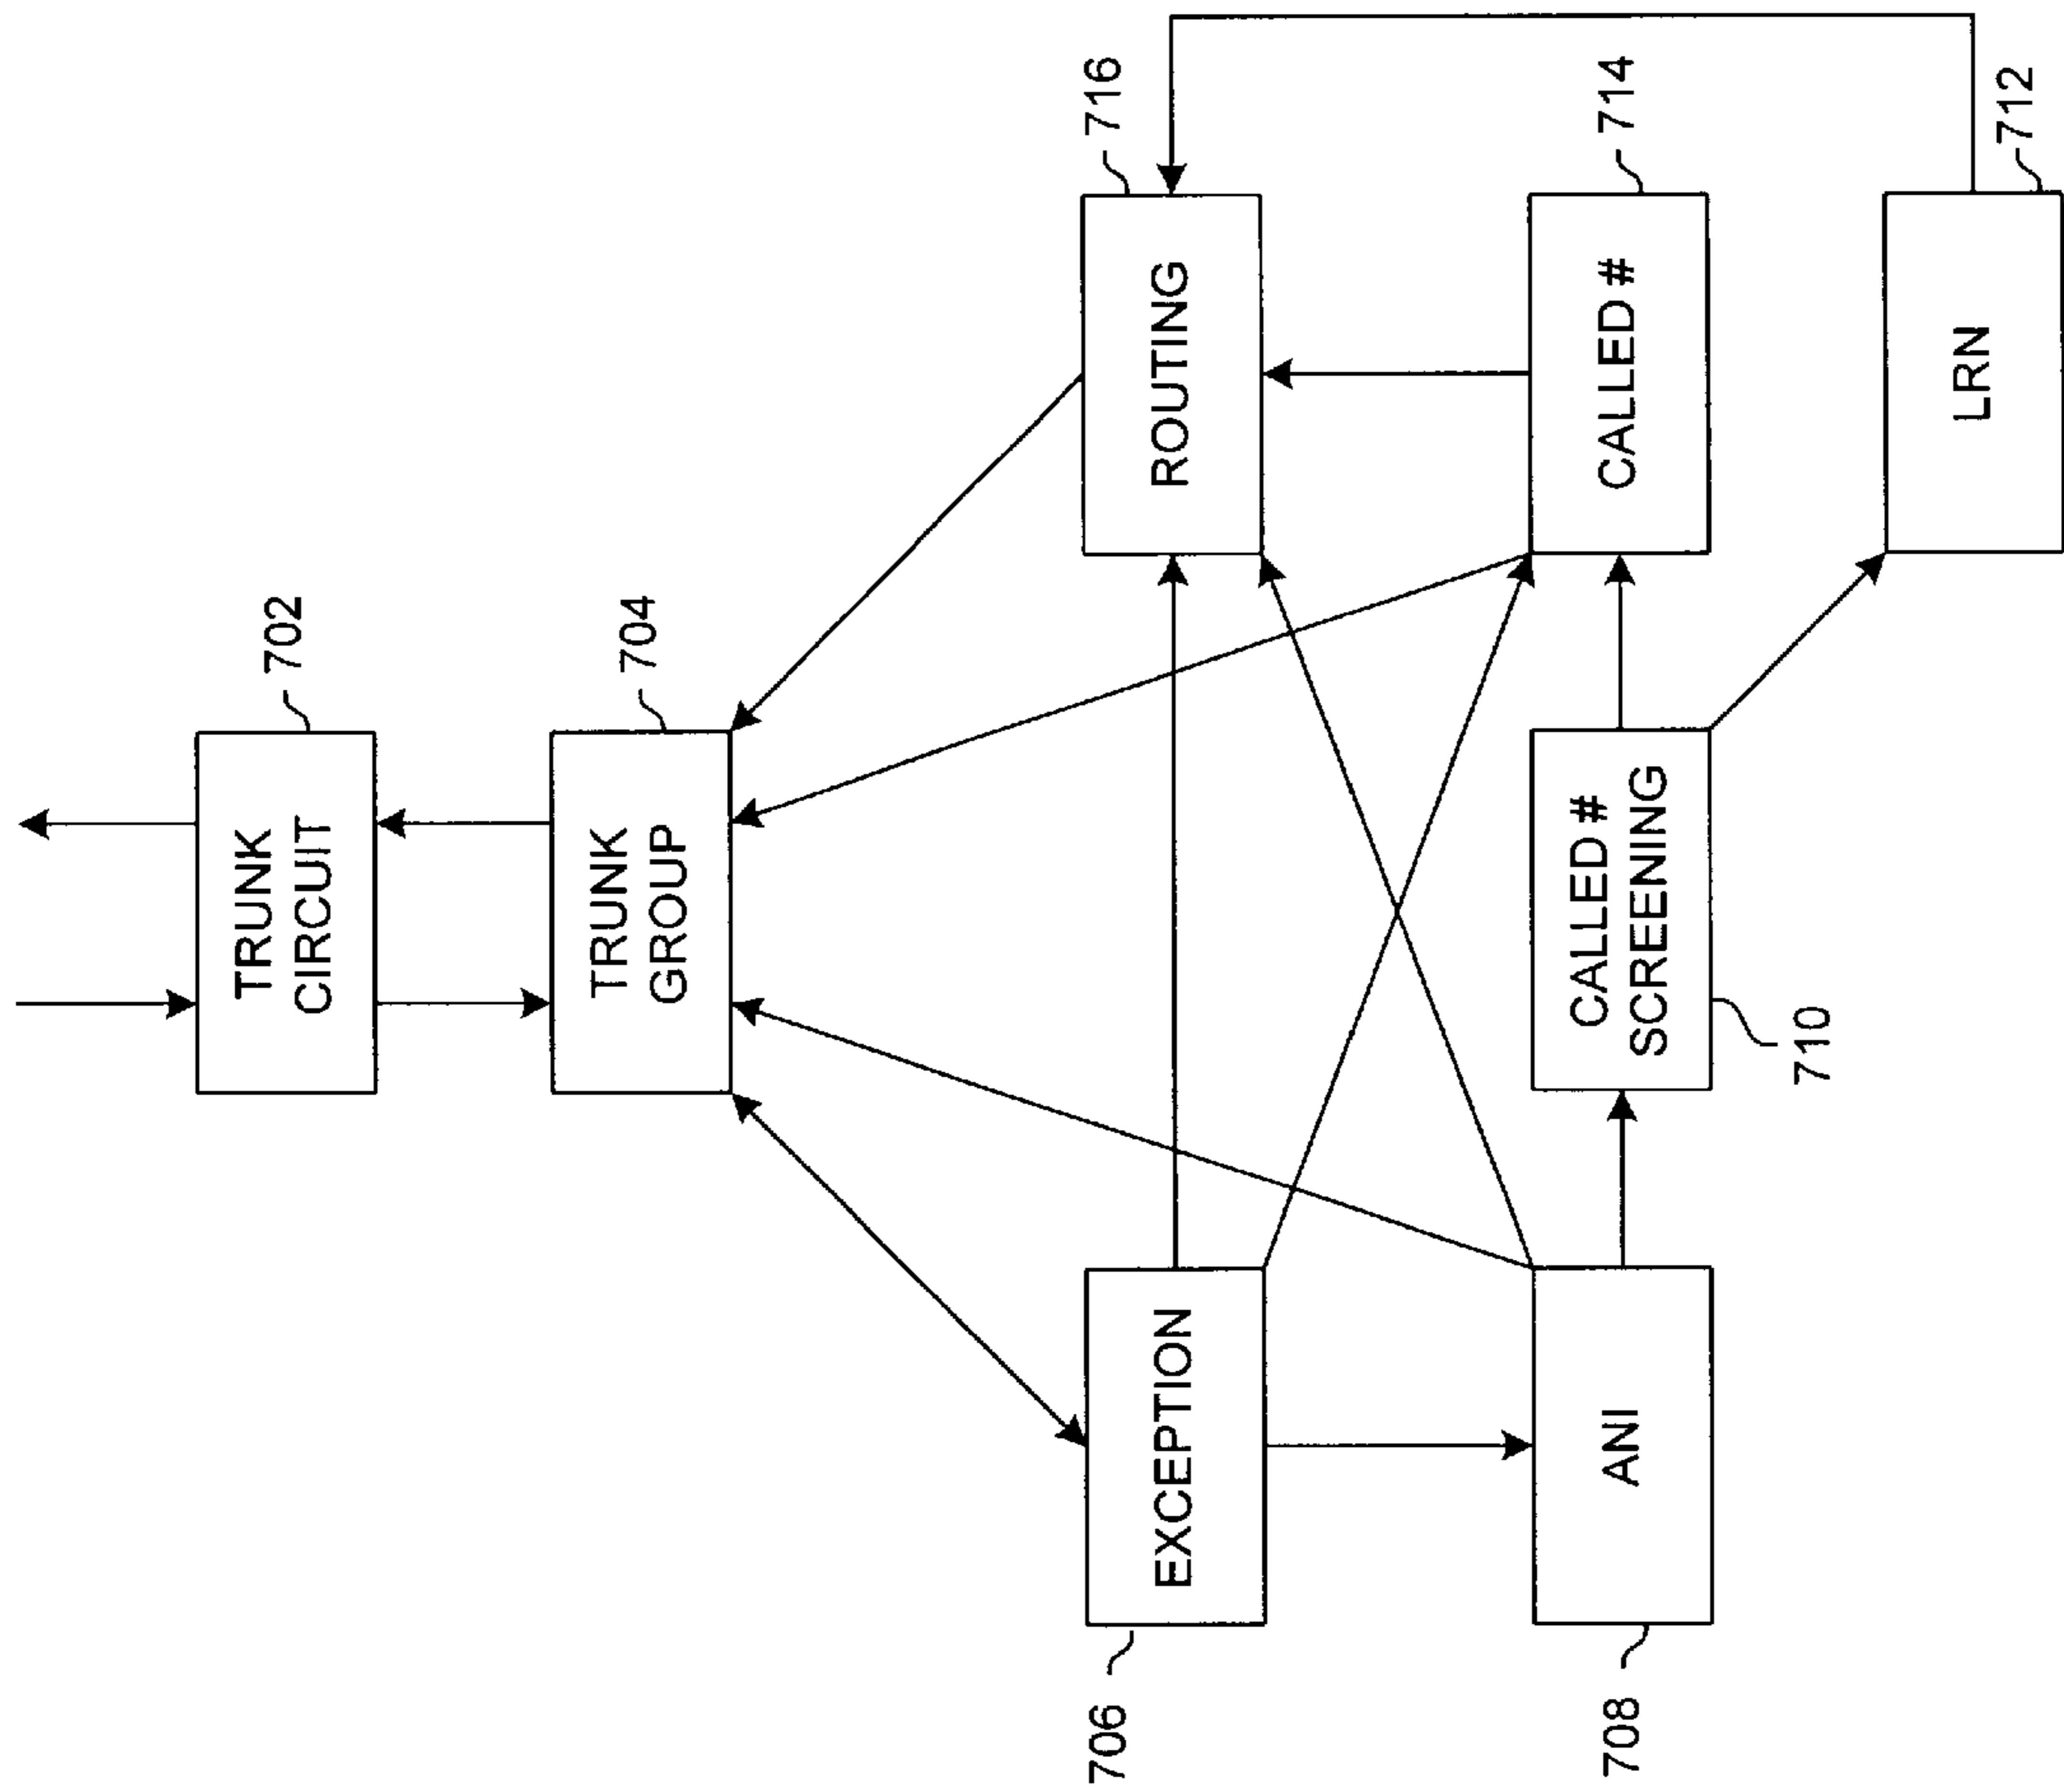 702
TRUNK
CIRCUIT
704
TRUNK
GROUP
706
EXCEPTION
716
ROUTING
708
ANI
710
CALLED #
SCREENING
714
CALLED #
712
LRN